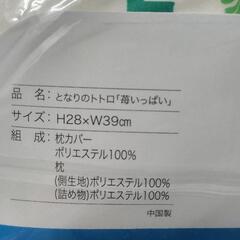 品　名：となりのトトロ「苺いっぱい」
サイズ：H28×W39㎝
組　成：枕カバー
ポリエステル100%
枕
(側生地)ポリエステル100%
(詰め物)ポリエステル100%
中国製